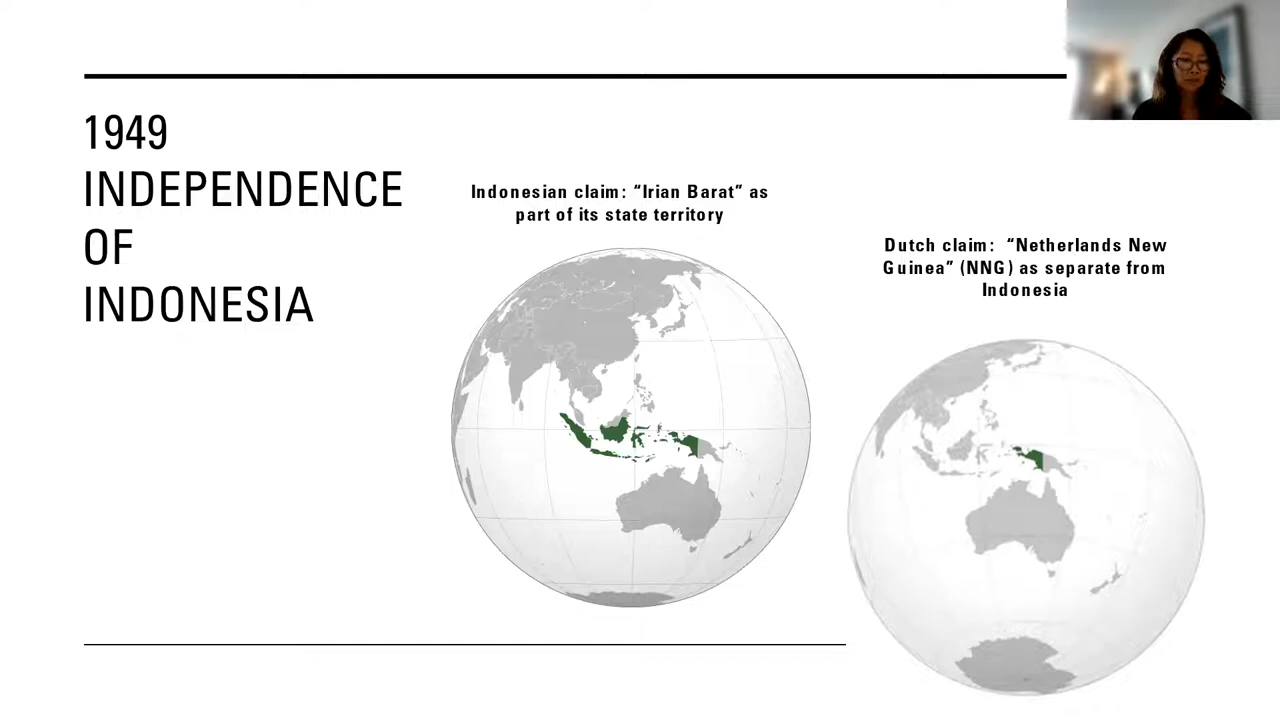 1949
INDEPENDENCE
OF
INDONESIA
Indonesian claim: “Irian Barat” as
part of its state territory
Dutch claim: “Netherlands New
Guinea” (NNG) as separate from
Indonesia